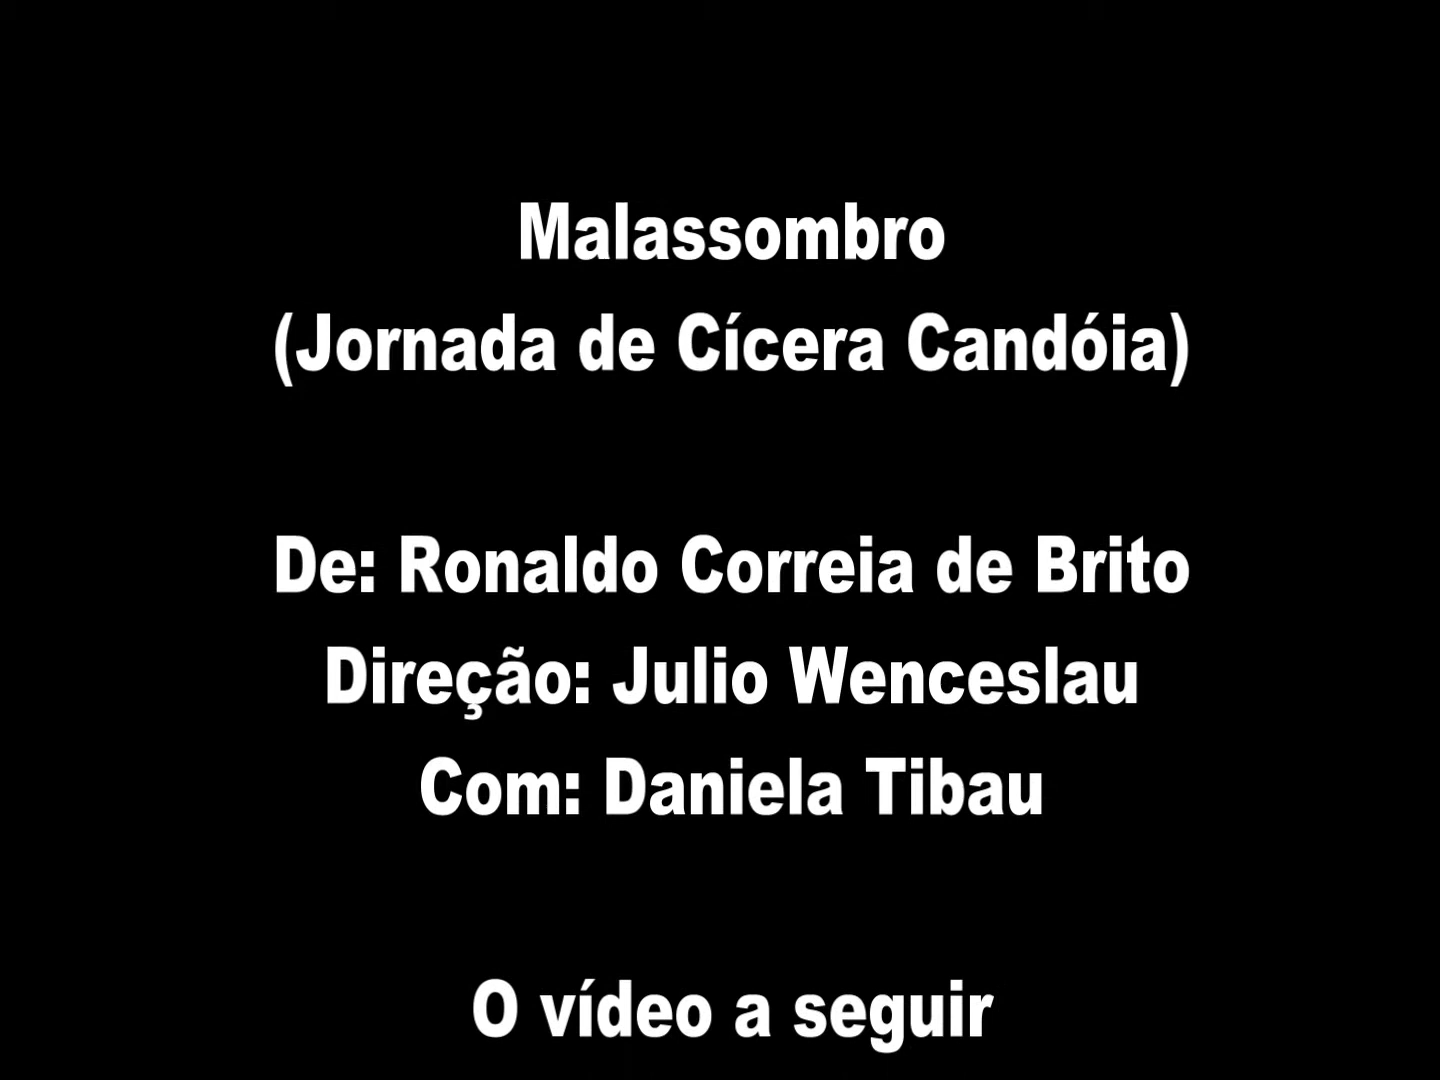 Malassombro
(Jornada de Cícera Candóia)
De: Ronaldo Correia de Brito
Direção: Julio Wenceslau
Com: Daniela Tibau
O vídeo a seguir